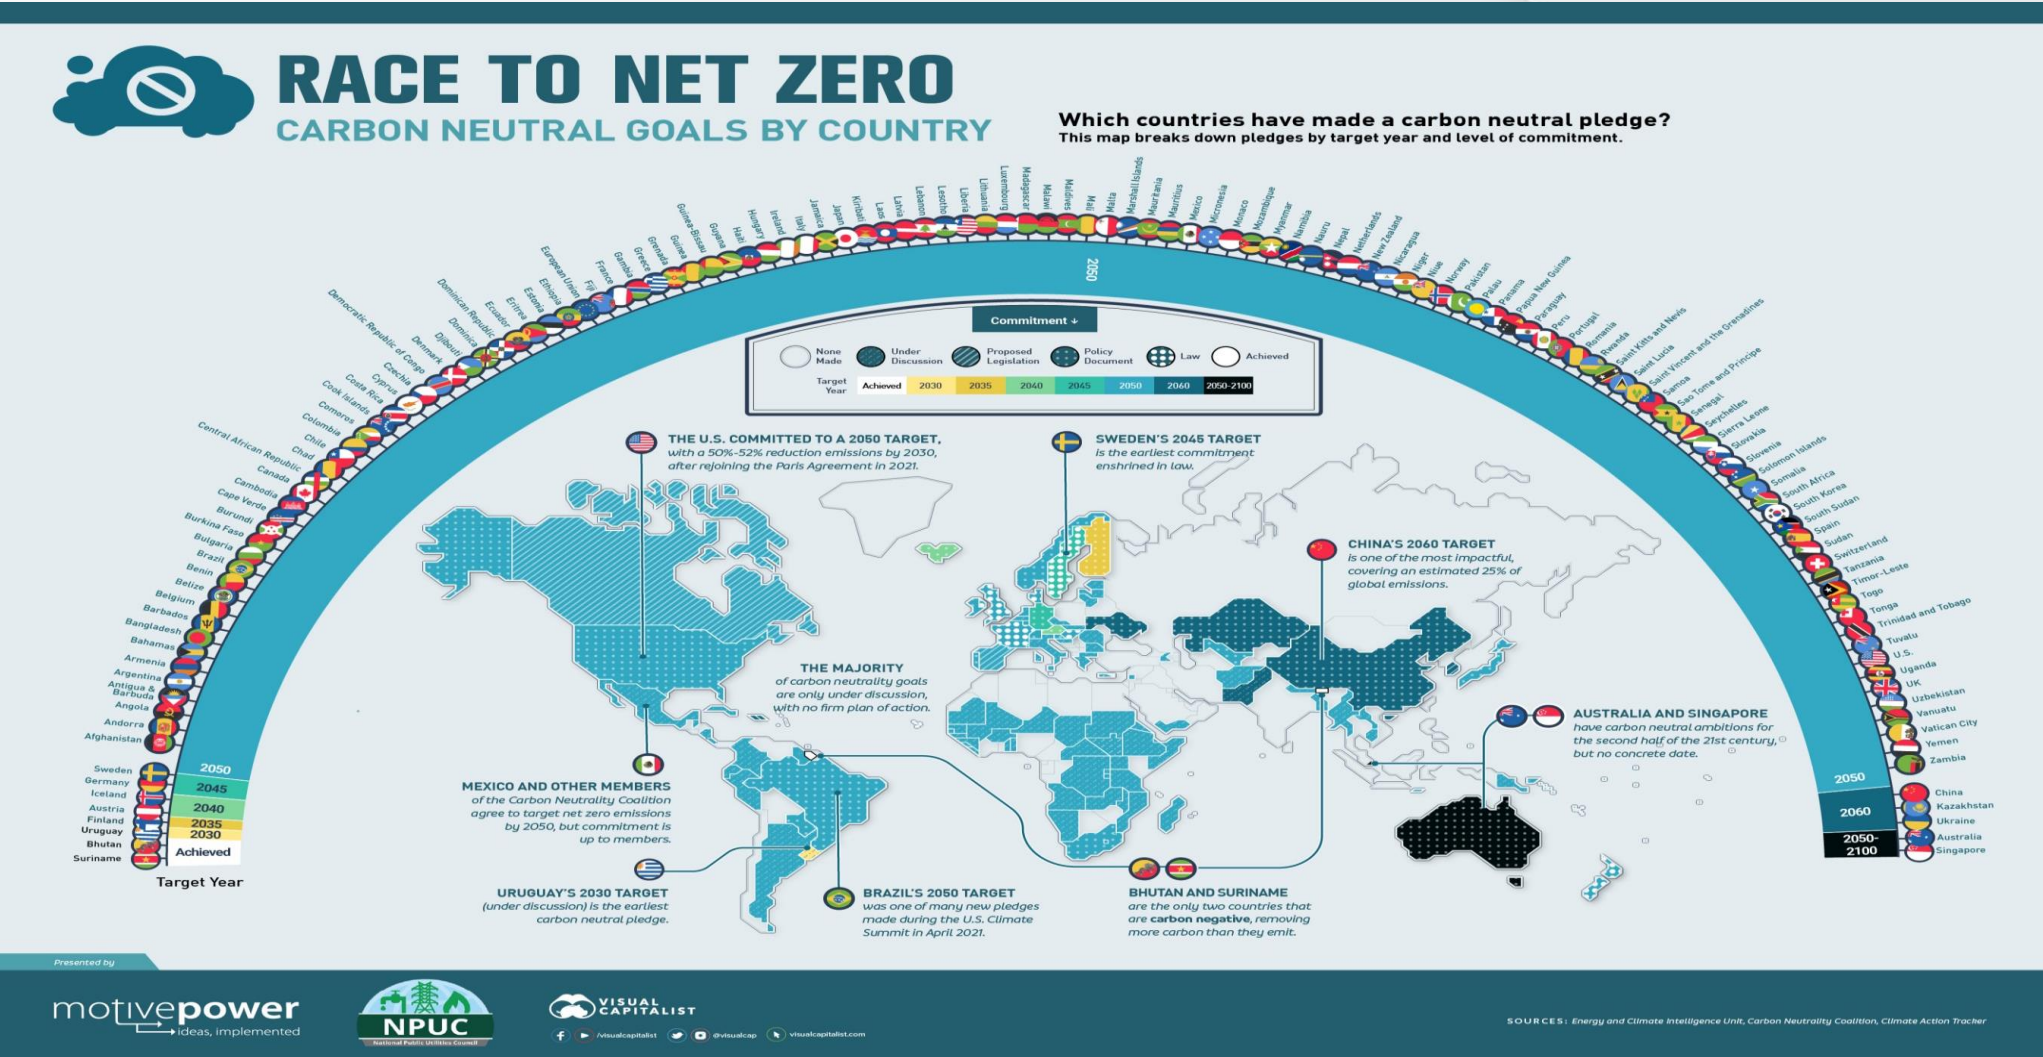 RACE TO NET ZERO
CARBON NEUTRAL GOALS BY COUNTRY
Which countries have made a carbon neutral pledge?
This map breaks down pledges by target year and level of commitment.
Suriname
Bhutan
Uruguay
Finland
Austria
Iceland
Germany
Sweden
Afghanistan
Andorra
Angola
Antigua &
Barbuda
Argentina
Armenia
Bahamas
Bangladesh
Barbados
Belgium
Belize
Benin
Brazil
Bulgaria
Burkina Faso
Burundi
Cape Verde
Cambodia
Canada
Central African Republic
Chad
Chile
Colombia
Comoros
Cook Islands
Costa Rica
Cyprus
Czechia
Democratic Republic of Congo
Denmark
Djibouti
Dominica
Dominican Republic
Ecuador
Eritrea
Estonia
Ethiopia
European Union
Fiji
France
Gambia
Greece
Grenada
Guinea
Guinea-Bissau
Guyana
Haiti
Hungary
Ireland
Italy
Jamaica
Japan
Kiribati
Laos
Latvia
Lebanon
Lesotho
Liberia
Lithuania
Luxembourg
Madagascar
Malawi
Maldives
Mali
Malta
Marshall Islands
Mauritania
Mauritius
Mexico
Micronesia
Monaco
Mozambique
Myanmar
Namibia
Nauru
Nepal
Netherlands
New Zealand
Nicaragua
Niger
Niue
Norway
Pakistan
Palau
Panama
Papua New Guinea
Paraguay
Peru
Portugal
Romania
Rwanda
Saint Kitts and Nevis
Saint Lucia
Saint Vincent and the Grenadines
Samoa
Sao Tome and Principe
Senegal
Seychelles
Sierra Leone
Slovakia
Slovenia
Solomon Islands
Somalia
South Africa
South Korea
South Sudan
Spain
Sudan
Switzerland
Tanzania
Timor-Leste
Togo
Tonga
Trinidad and Tobago
Tuvalu
U.S.
Uganda
UK
Uzbekistan
Vanuatu
Vatican City
Yemen
Zambia
China
Kazakhstan
Ukraine
Australia
Singapore
2050
2050
2045
2040
2035
2030
Achieved
Target Year
2050
2060
2050-
2100
Commitment ↓
None
Made
Under
Discussion
Proposed
Legislation
Policy
Document
Law
Achieved
Target
Year
Achieved 2030 2035 2040 2045 2050 2060 2050-2100
THE U.S. COMMITTED TO A 2050 TARGET,
with a 50%-52% reduction emissions by 2030,
after rejoining the Paris Agreement in 2021.
SWEDEN'S 2045 TARGET
is the earliest commitment
enshrined in law.
CHINA'S 2060 TARGET
is one of the most impactful,
covering an estimated 25% of
global emissions.
THE MAJORITY
of carbon neutrality goals
are only under discussion,
with no firm plan of action.
AUSTRALIA AND SINGAPORE
have carbon neutral ambitions for
the second half of the 21st century,
but no concrete date.
MEXICO AND OTHER MEMBERS
of the Carbon Neutrality Coalition
agree to target net zero emissions
by 2050, but commitment is
up to members.
URUGUAY'S 2030 TARGET
(under discussion) is the earliest
carbon neutral pledge.
BRAZIL'S 2050 TARGET
was one of many new pledges
made during the U.S. Climate
Summit in April 2021.
BHUTAN AND SURINAME
are the only two countries that
are carbon negative, removing
more carbon than they emit.
Presented by
motivepower
ideas, implemented
NPUC
National Public Utilities Council
VISUAL
CAPITALIST
/visualcapitalist @visualcap visualcapitalist.com
SOURCES: Energy and Climate Intelligence Unit, Carbon Neutrality Coalition, Climate Action Tracker